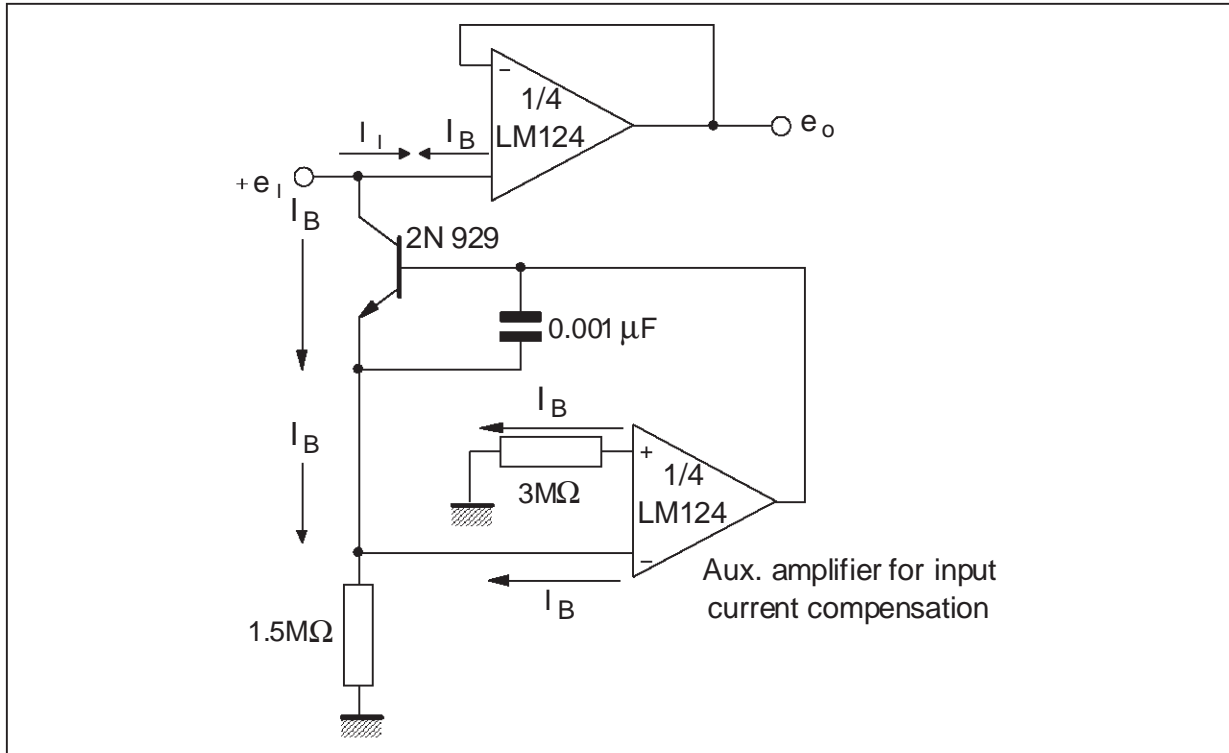 −
1/4
LM124
e o
I I
I B
+e I
I B
2N 929
0.001 μF
I B
I B
+
1/4
LM124
3MΩ
−
I B
Aux. amplifier for input
current compensation
1.5MΩ